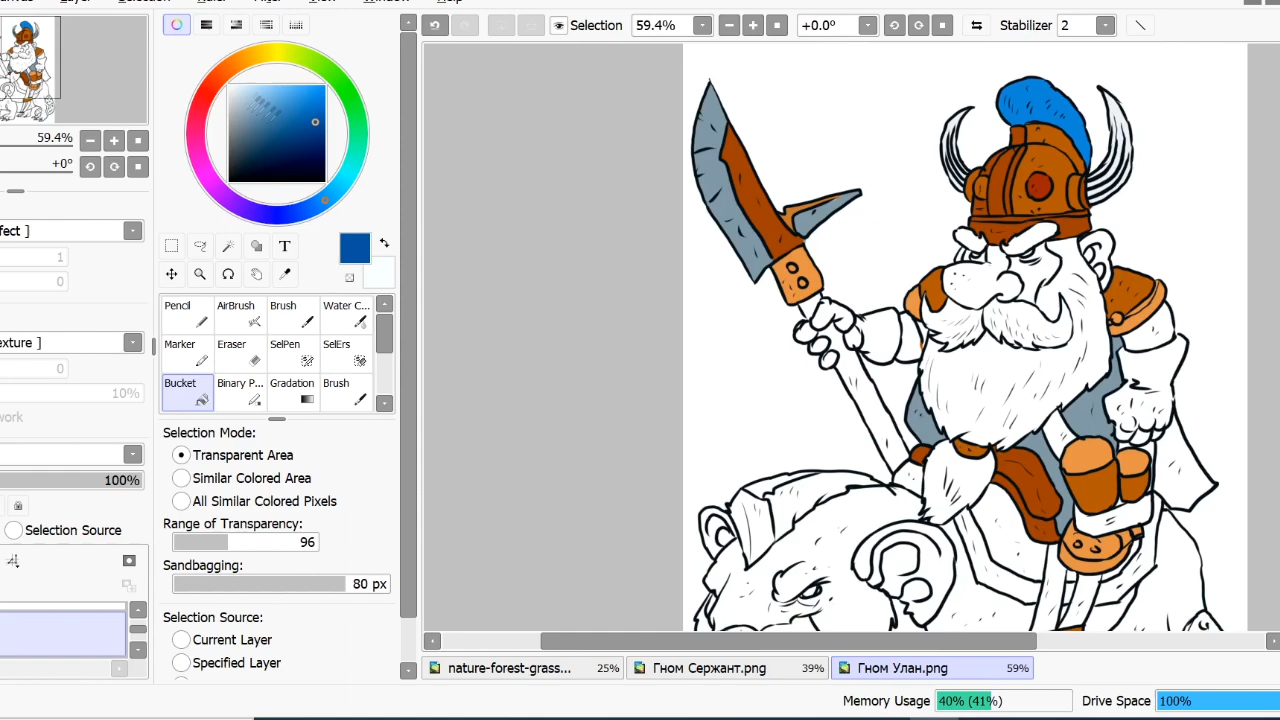 Selection 59.4% +0.0° Stabilizer 2
59.4%
+0°
ffect ]
1
0
exture ]
0
10%
work
100%
Selection Source
T
Pencil AirBrush Brush Water C...
Marker Eraser SelPen SelErs
Bucket Binary P... Gradation Brush
Selection Mode:
Transparent Area
Similar Colored Area
All Similar Colored Pixels
Range of Transparency:
96
Sandbagging:
80 px
Selection Source:
Current Layer
Specified Layer
nature-forest-grass... 25% Гном Сержант.png 39% Гном Улан.png 59%
Memory Usage 40% (41%) Drive Space 100%